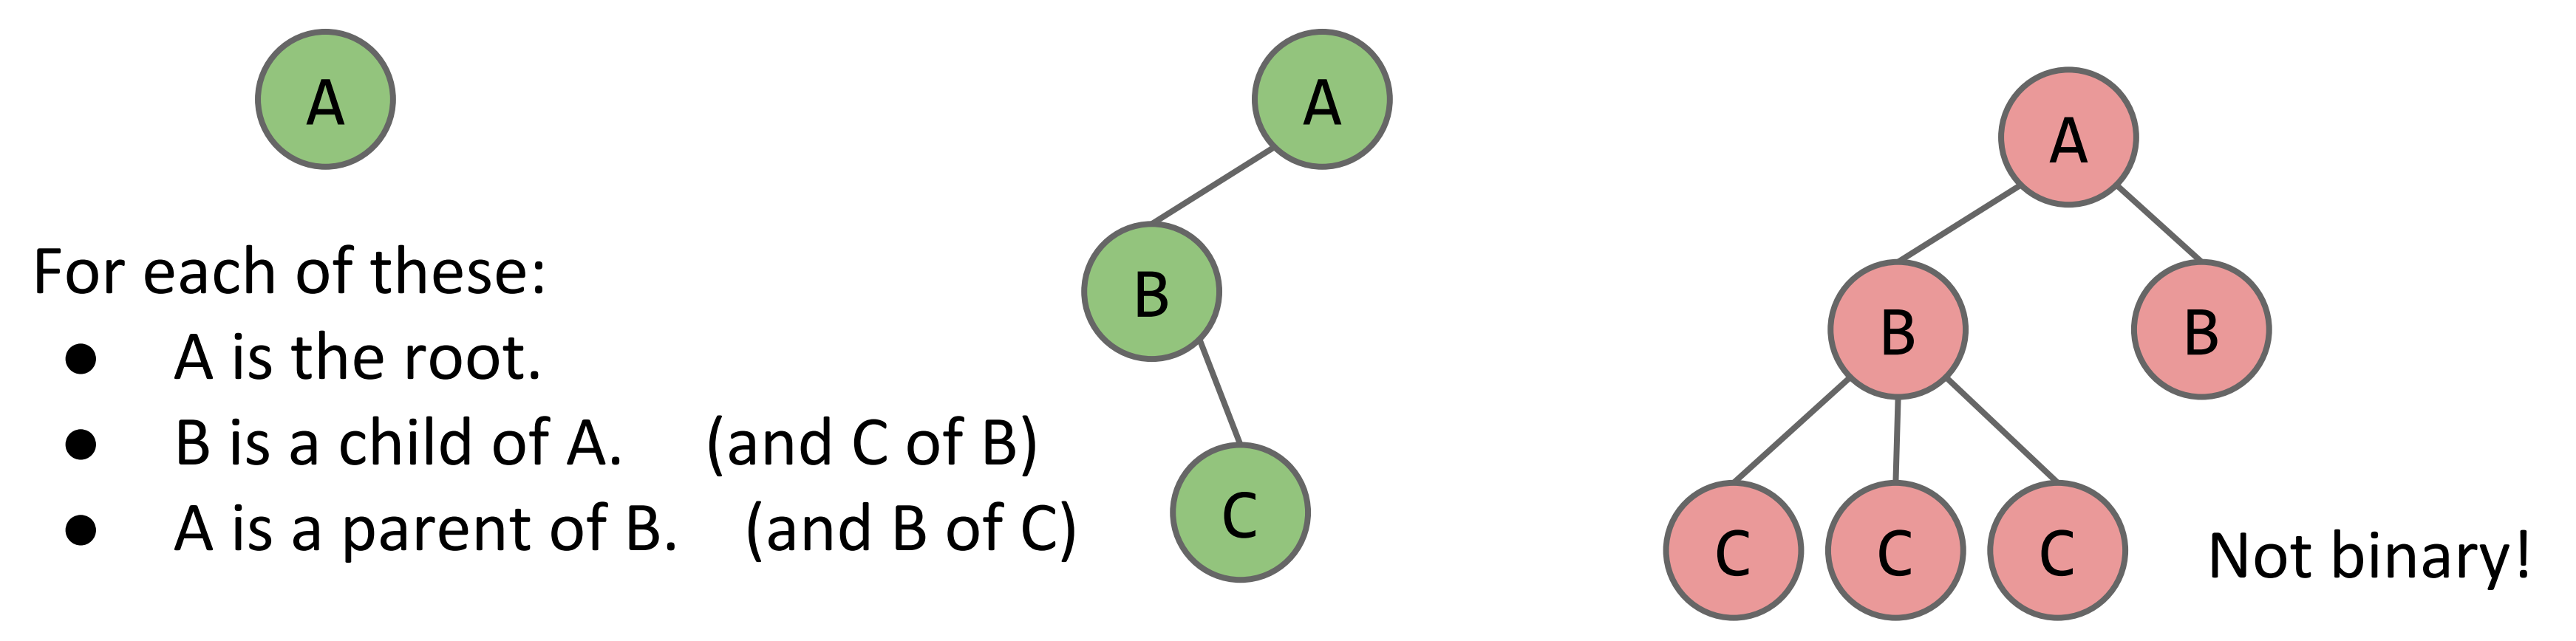 A
For each of these:
● A is the root.
● B is a child of A. (and C of B)
● A is a parent of B. (and B of C)
A
B
C
A
B B
C C C
Not binary!